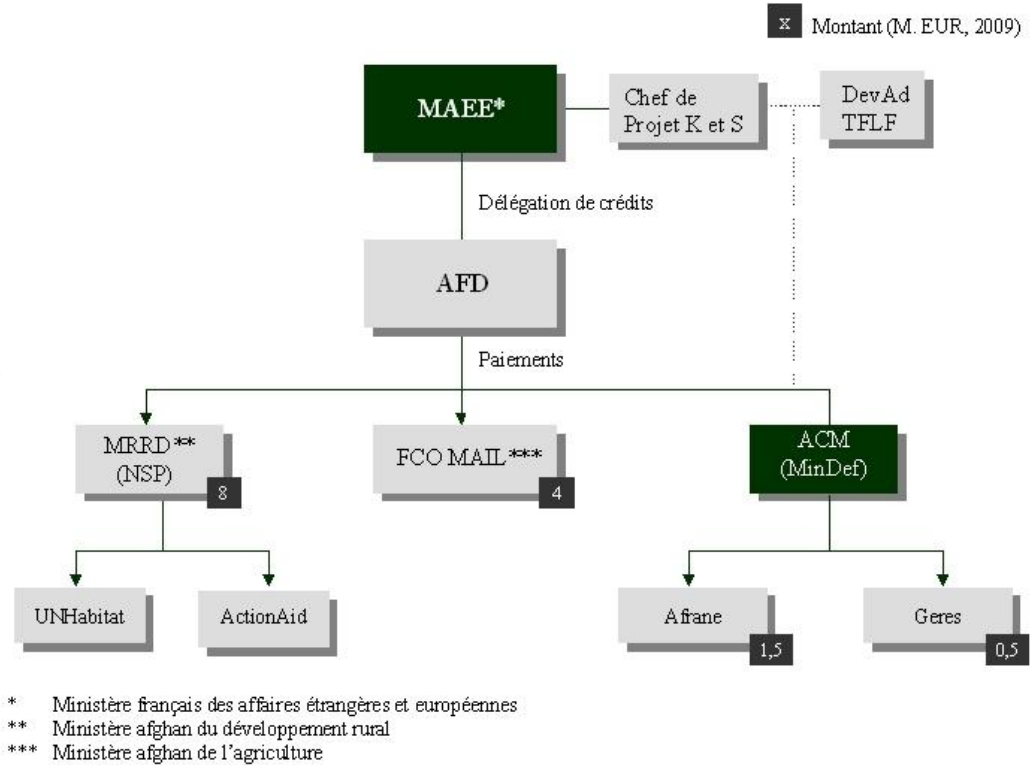 x Montant (M. EUR, 2009)
MAEE*
Chef de
Projet K et S
DevAd
TFLF
Délégation de crédits
AFD
Paiements
MRRD**
(NSP)
8
FCO MAIL***
4
ACM
(MinDef)
UNHabitat
ActionAid
Afrane
1,5
Geres
0,5
* Ministère français des affaires étrangères et européennes
** Ministère afghan du développement rural
*** Ministère afghan de l'agriculture